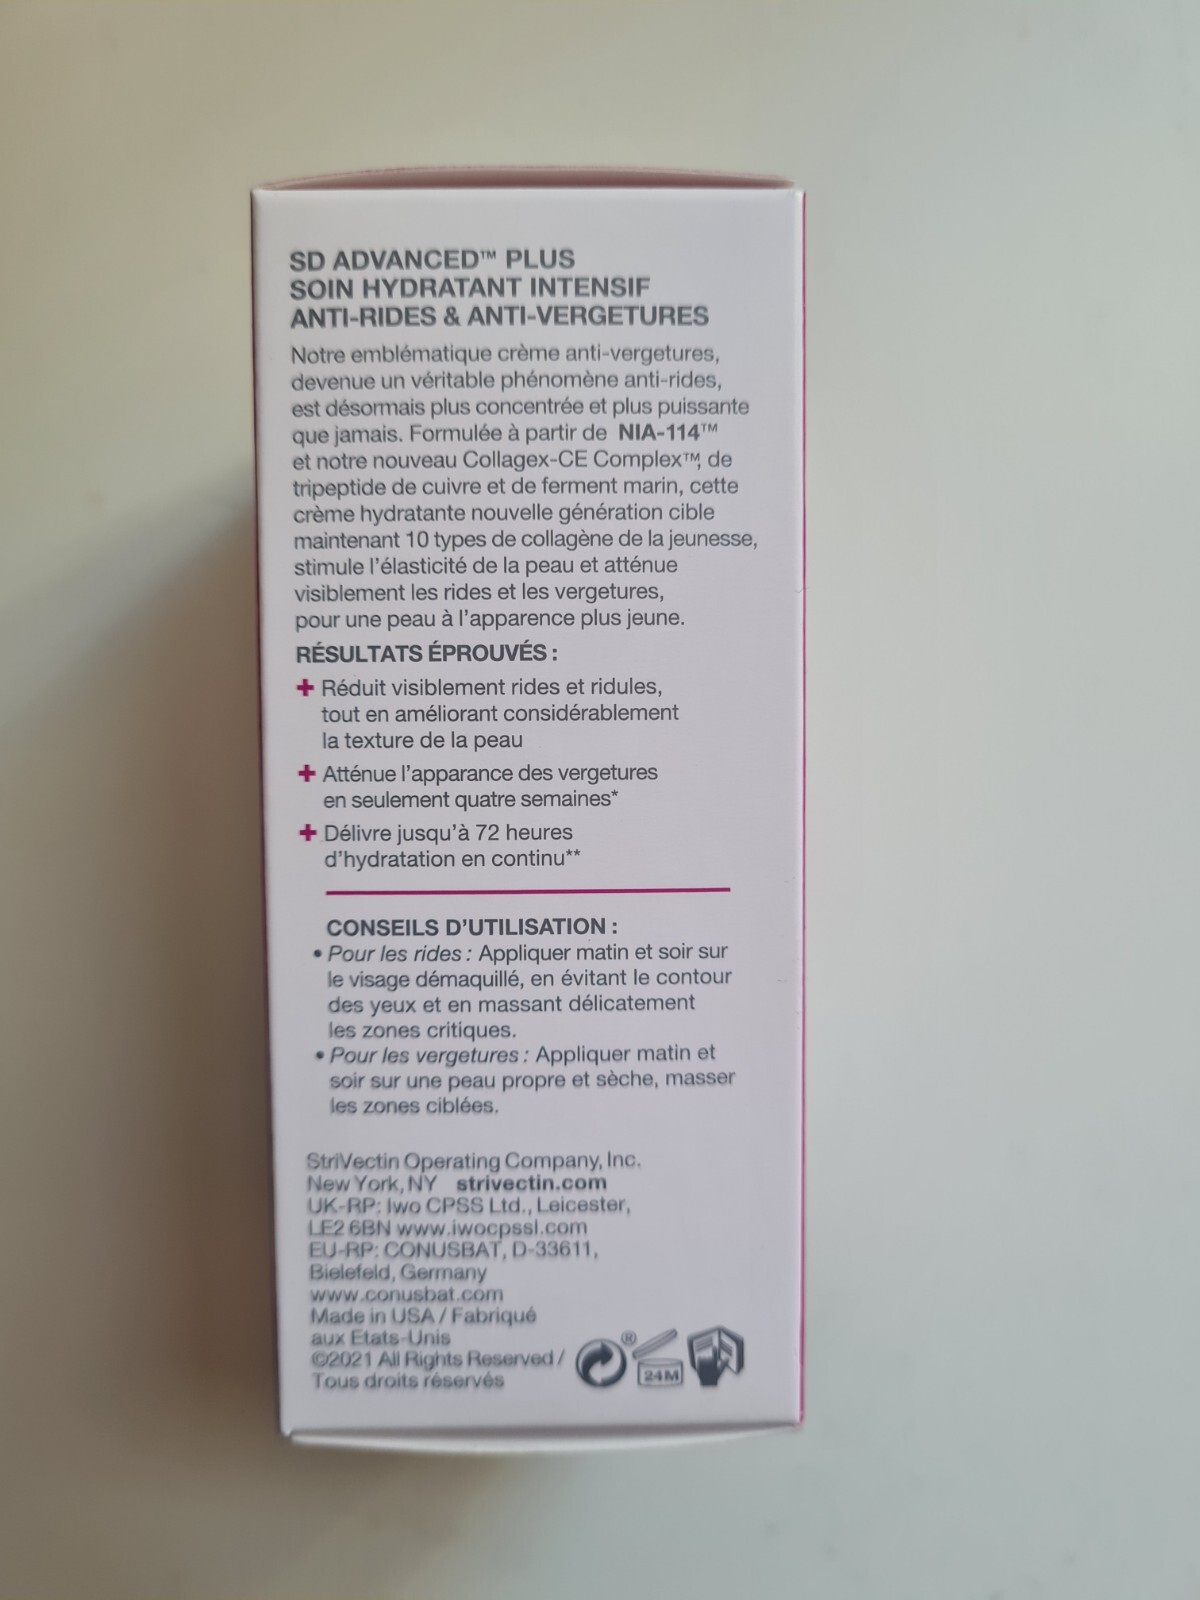 SD ADVANCED™ PLUS
SOIN HYDRATANT INTENSIF
ANTI-RIDES & ANTI-VERGETURES
Notre emblématique crème anti-vergetures,
devenue un véritable phénomène anti-rides,
est désormais plus concentrée et plus puissante
que jamais. Formulée à partir de NIA-114™
et notre nouveau Collagex-CE Complex™, de
tripeptide de cuivre et de ferment marin, cette
crème hydratante nouvelle génération cible
maintenant 10 types de collagène de la jeunesse,
stimule l'élasticité de la peau et atténue
visiblement les rides et les vergetures,
pour une peau à l'apparence plus jeune.
RÉSULTATS ÉPROUVÉS :
+ Réduit visiblement rides et ridules,
tout en améliorant considérablement
la texture de la peau
+ Atténue l'apparance des vergetures
en seulement quatre semaines*
+ Délivre jusqu'à 72 heures
d'hydratation en continu**
CONSEILS D'UTILISATION :
• Pour les rides : Appliquer matin et soir sur
le visage démaquillé, en évitant le contour
des yeux et en massant délicatement
les zones critiques.
• Pour les vergetures : Appliquer matin et
soir sur une peau propre et sèche, masser
les zones ciblées.
StriVectin Operating Company, Inc.
New York, NY strivectin.com
UK-RP: Iwo CPSS Ltd., Leicester,
LE2 6BN www.iwocpssl.com
EU-RP: CONUSBAT, D-33611,
Bielefeld, Germany
www.conusbat.com
Made in USA / Fabriqué
aux Etats-Unis
©2021 All Rights Reserved /
Tous droits réservés
®
24M